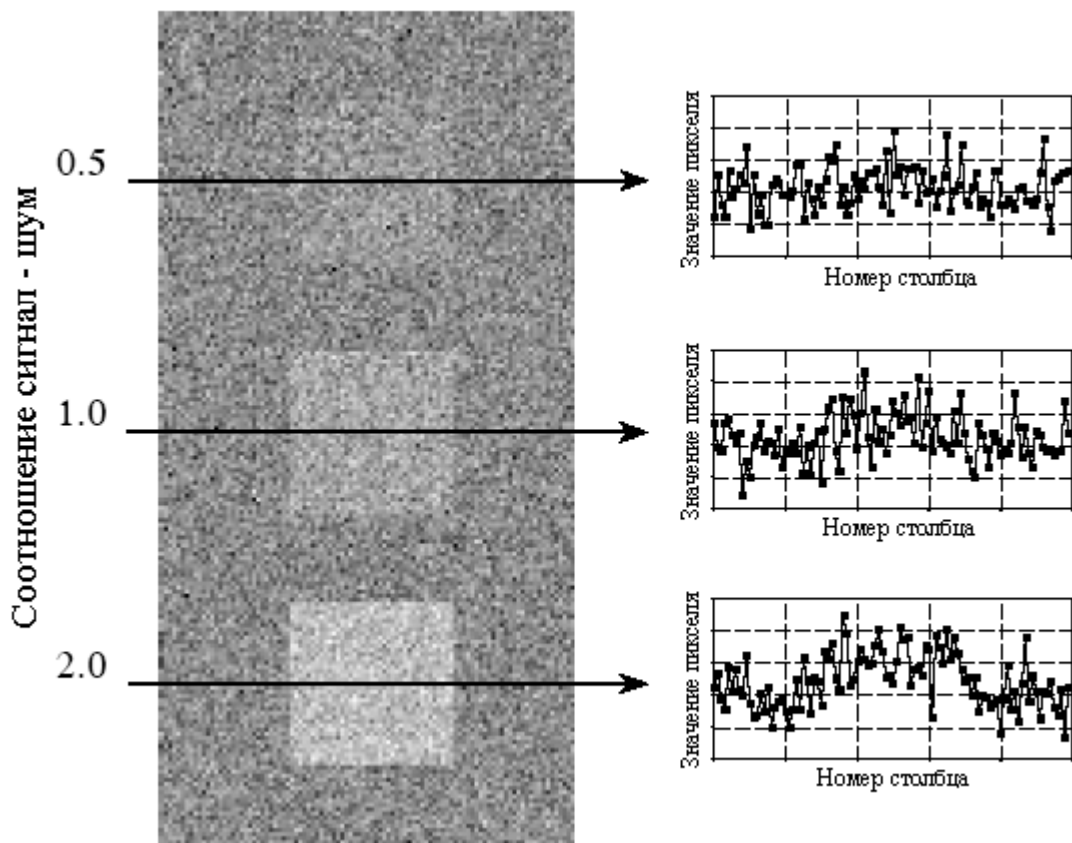 Соотношение сигнал - шум
0.5
Значение пикселя
Номер столбца
1.0
Значение пикселя
Номер столбца
2.0
Значение пикселя
Номер столбца